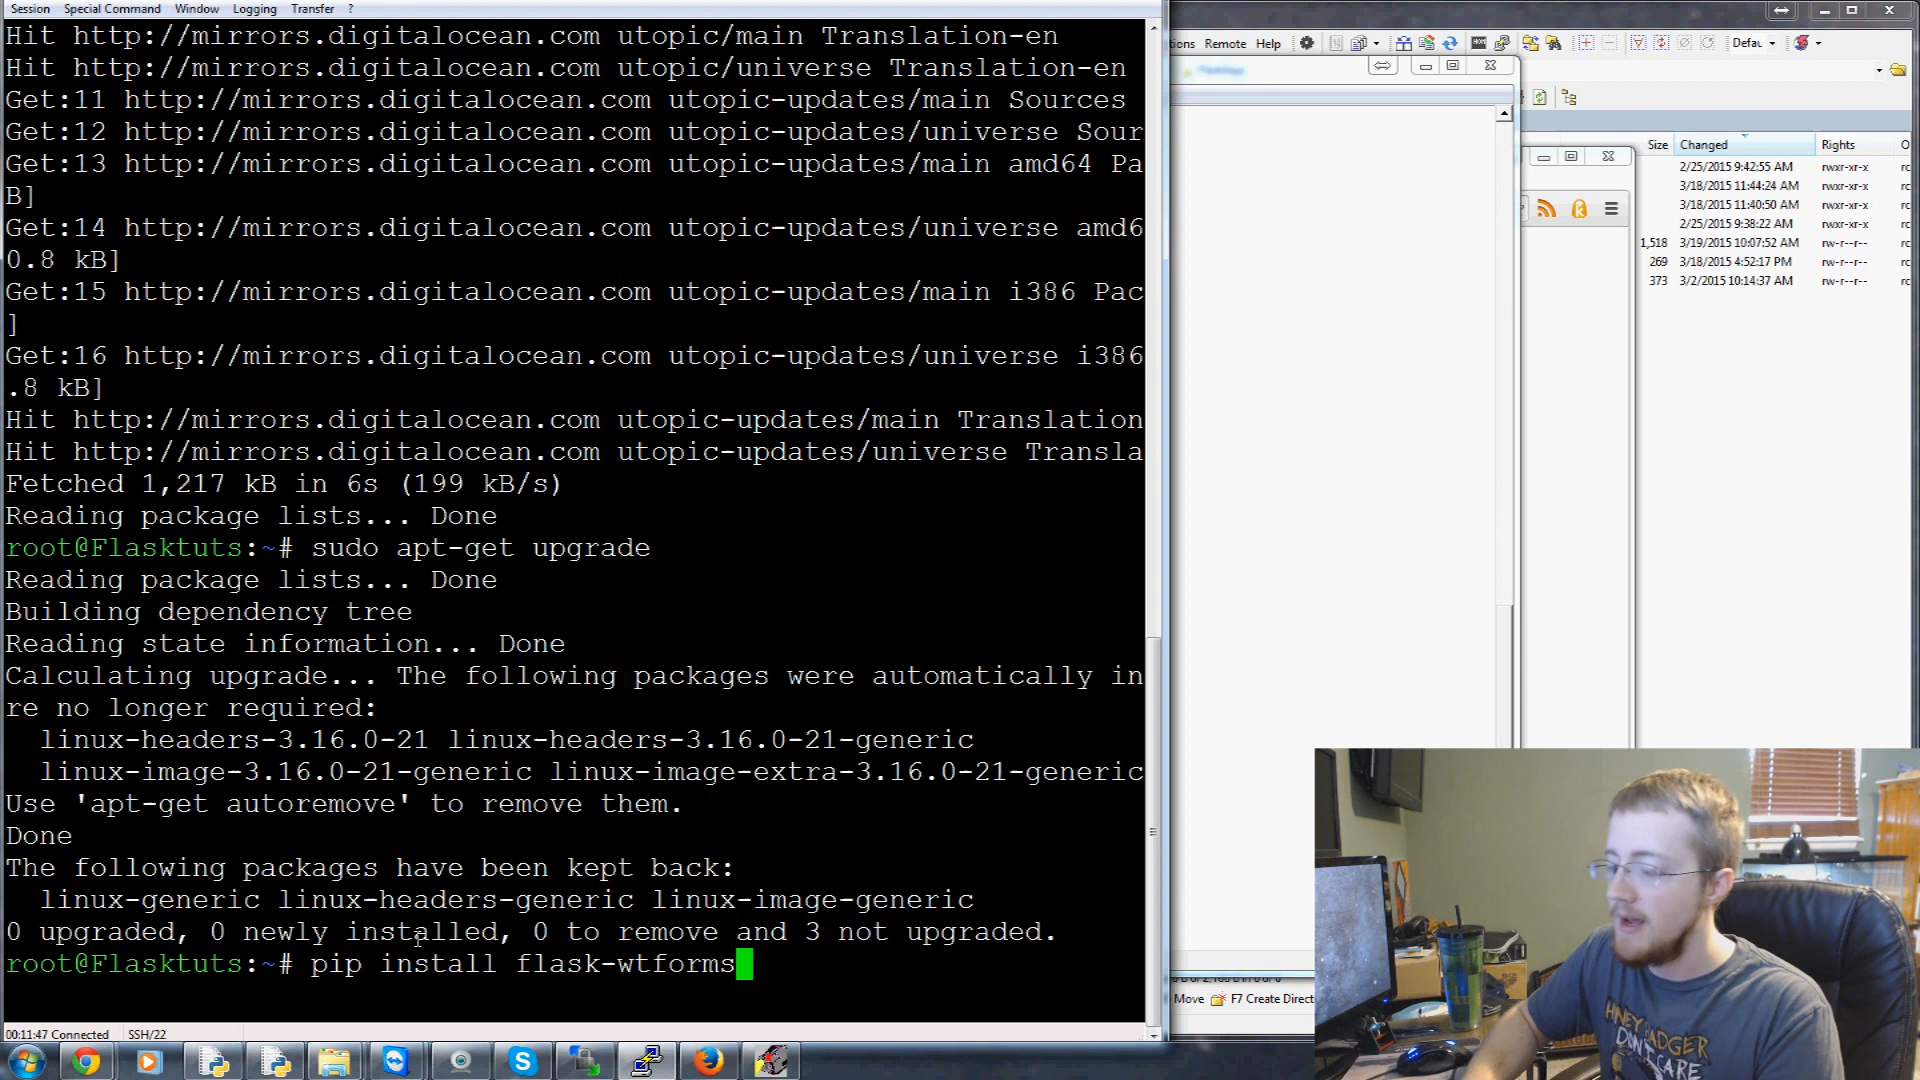 Session Special Command Window Logging Transfer ?
Hit http://mirrors.digitalocean.com utopic/main Translation-en
Hit http://mirrors.digitalocean.com utopic/universe Translation-en
Get:11 http://mirrors.digitalocean.com utopic-updates/main Sources
Get:12 http://mirrors.digitalocean.com utopic-updates/universe Sour
Get:13 http://mirrors.digitalocean.com utopic-updates/main amd64 Pa
B]
Get:14 http://mirrors.digitalocean.com utopic-updates/universe amd6
0.8 kB]
Get:15 http://mirrors.digitalocean.com utopic-updates/main i386 Pac
]
Get:16 http://mirrors.digitalocean.com utopic-updates/universe i386
.8 kB]
Hit http://mirrors.digitalocean.com utopic-updates/main Translation
Hit http://mirrors.digitalocean.com utopic-updates/universe Transla
Fetched 1,217 kB in 6s (199 kB/s)
Reading package lists... Done
root@Flasktuts:~# sudo apt-get upgrade
Reading package lists... Done
Building dependency tree
Reading state information... Done
Calculating upgrade... The following packages were automatically in
re no longer required:
linux-headers-3.16.0-21 linux-headers-3.16.0-21-generic
linux-image-3.16.0-21-generic linux-image-extra-3.16.0-21-generic
Use 'apt-get autoremove' to remove them.
Done
The following packages have been kept back:
linux-generic linux-headers-generic linux-image-generic
0 upgraded, 0 newly installed, 0 to remove and 3 not upgraded.
root@Flasktuts:~# pip install flask-wtforms
00:11:47 Connected SSH/22
ions Remote Help Defau
Size Changed Rights O
2/25/2015 9:42:55 AM rwxr-xr-x rc
3/18/2015 11:44:24 AM rwxr-xr-x rc
3/18/2015 11:40:50 AM rwxr-xr-x rc
2/25/2015 9:38:22 AM rwxr-xr-x rc
1,518 3/19/2015 10:07:52 AM rw-r--r-- rc
269 3/18/2015 4:52:17 PM rw-r--r-- rc
373 3/2/2015 10:14:37 AM rw-r--r-- rc
Move F7 Create Direct
BADGER
DON'T
CARE